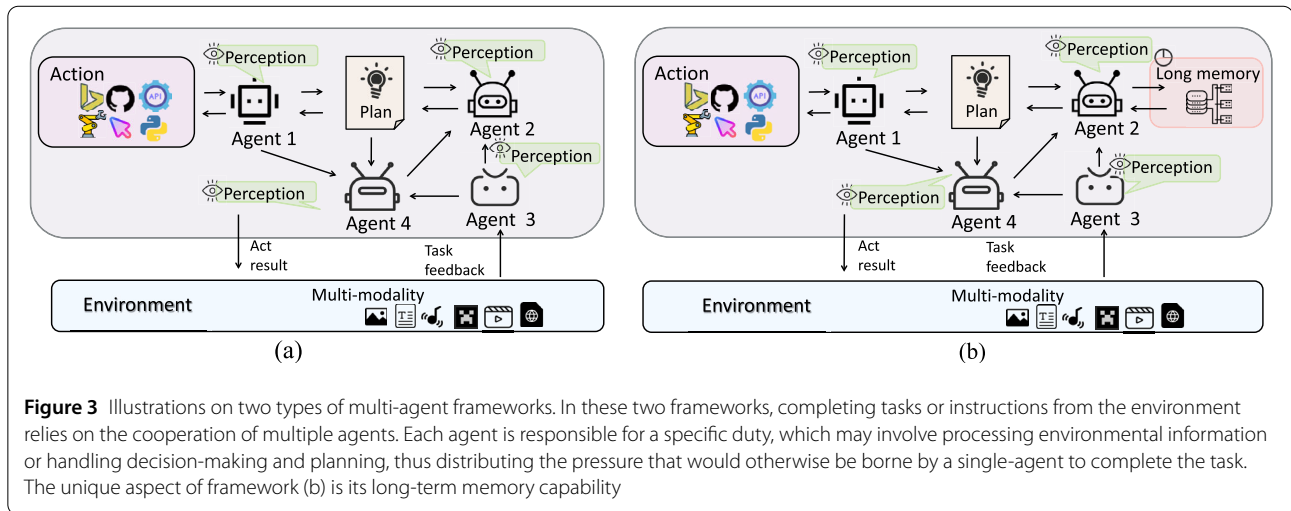 Perception
Perception
Action
API
Plan
Agent 1
Agent 2
Perception
Perception
Agent 4
Agent 3
Act
result
Task
feedback
Environment
Multi-modality
T
(a)
Perception
Perception
Action
API
Long memory
Plan
Agent 1
Agent 2
Perception
Perception
Agent 4
Agent 3
Act
result
Task
feedback
Environment
Multi-modality
T
(b)
Figure 3 Illustrations on two types of multi-agent frameworks. In these two frameworks, completing tasks or instructions from the environment
relies on the cooperation of multiple agents. Each agent is responsible for a specific duty, which may involve processing environmental information
or handling decision-making and planning, thus distributing the pressure that would otherwise be borne by a single-agent to complete the task.
The unique aspect of framework (b) is its long-term memory capability